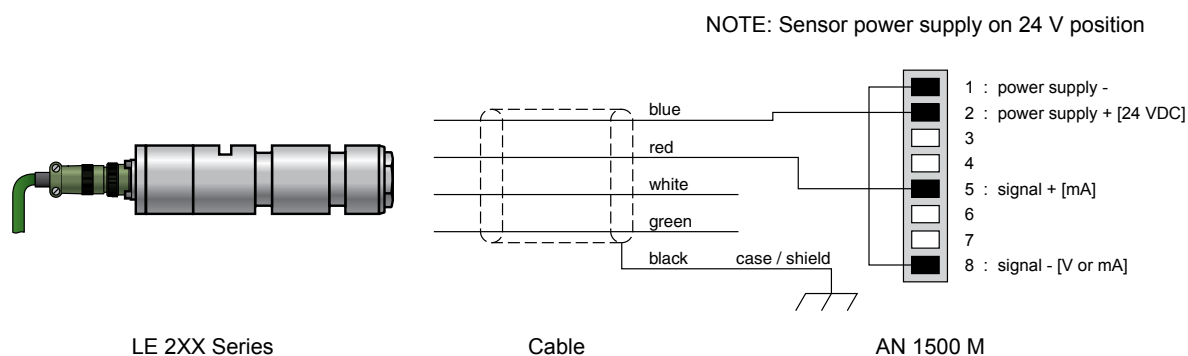 NOTE: Sensor power supply on 24 V position
1 : power supply -
blue
2 : power supply + [24 VDC]
3
red
4
white
5 : signal + [mA]
green
6
7
black case / shield
8 : signal - [V or mA]
LE 2XX Series
Cable
AN 1500 M